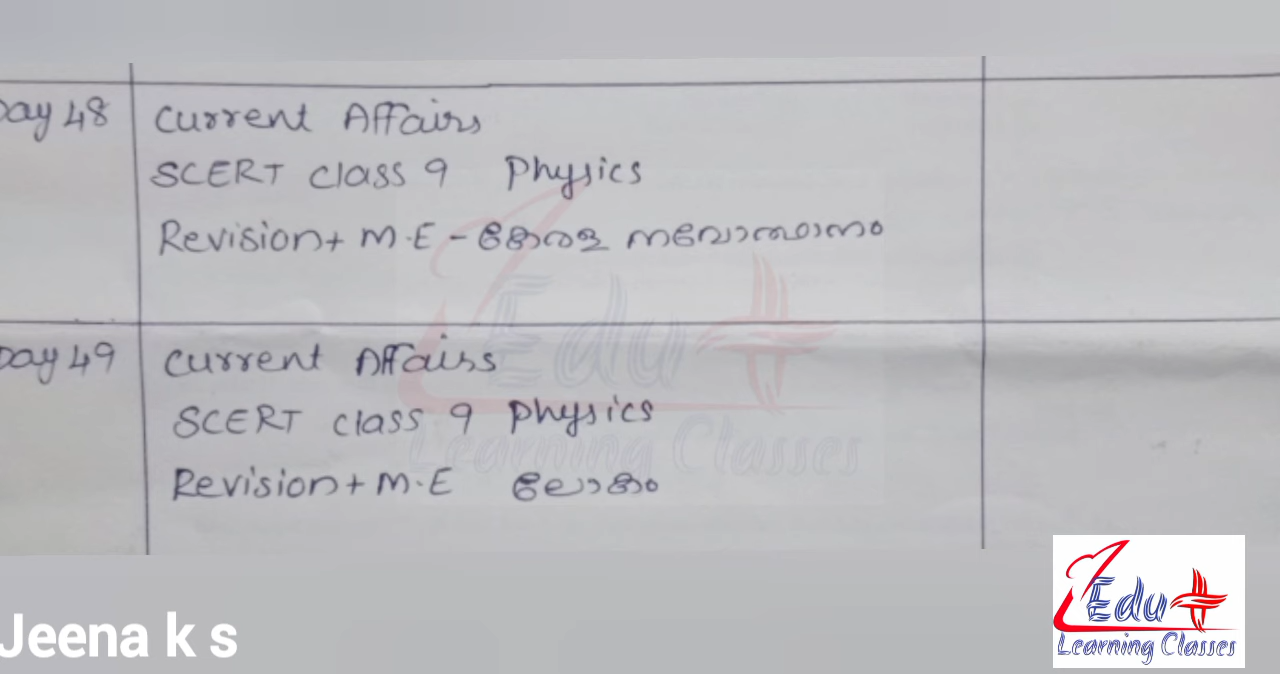 Day 48
Current Affairs
SCERT class 9 Physics
Revision + M.E - കേരള നവോത്ഥാനം
Day 49
Current Affairs
SCERT class 9 Physics
Revision + M.E ലോകം
Edu+
Learning Classes
Jeena k s
Edu+
Learning Classes